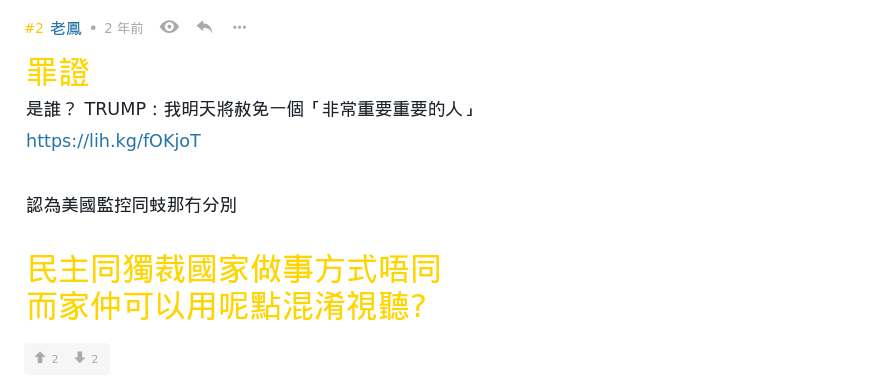 #2 老鳳 • 2 年前
罪證
是誰？ TRUMP：我明天將赦免一個「非常重要重要的人」
https://lih.kg/fOKjoT
認為美國監控同蚑那冇分別
民主同獨裁國家做事方式唔同
而家仲可以用呢點混淆視聽?
2 2